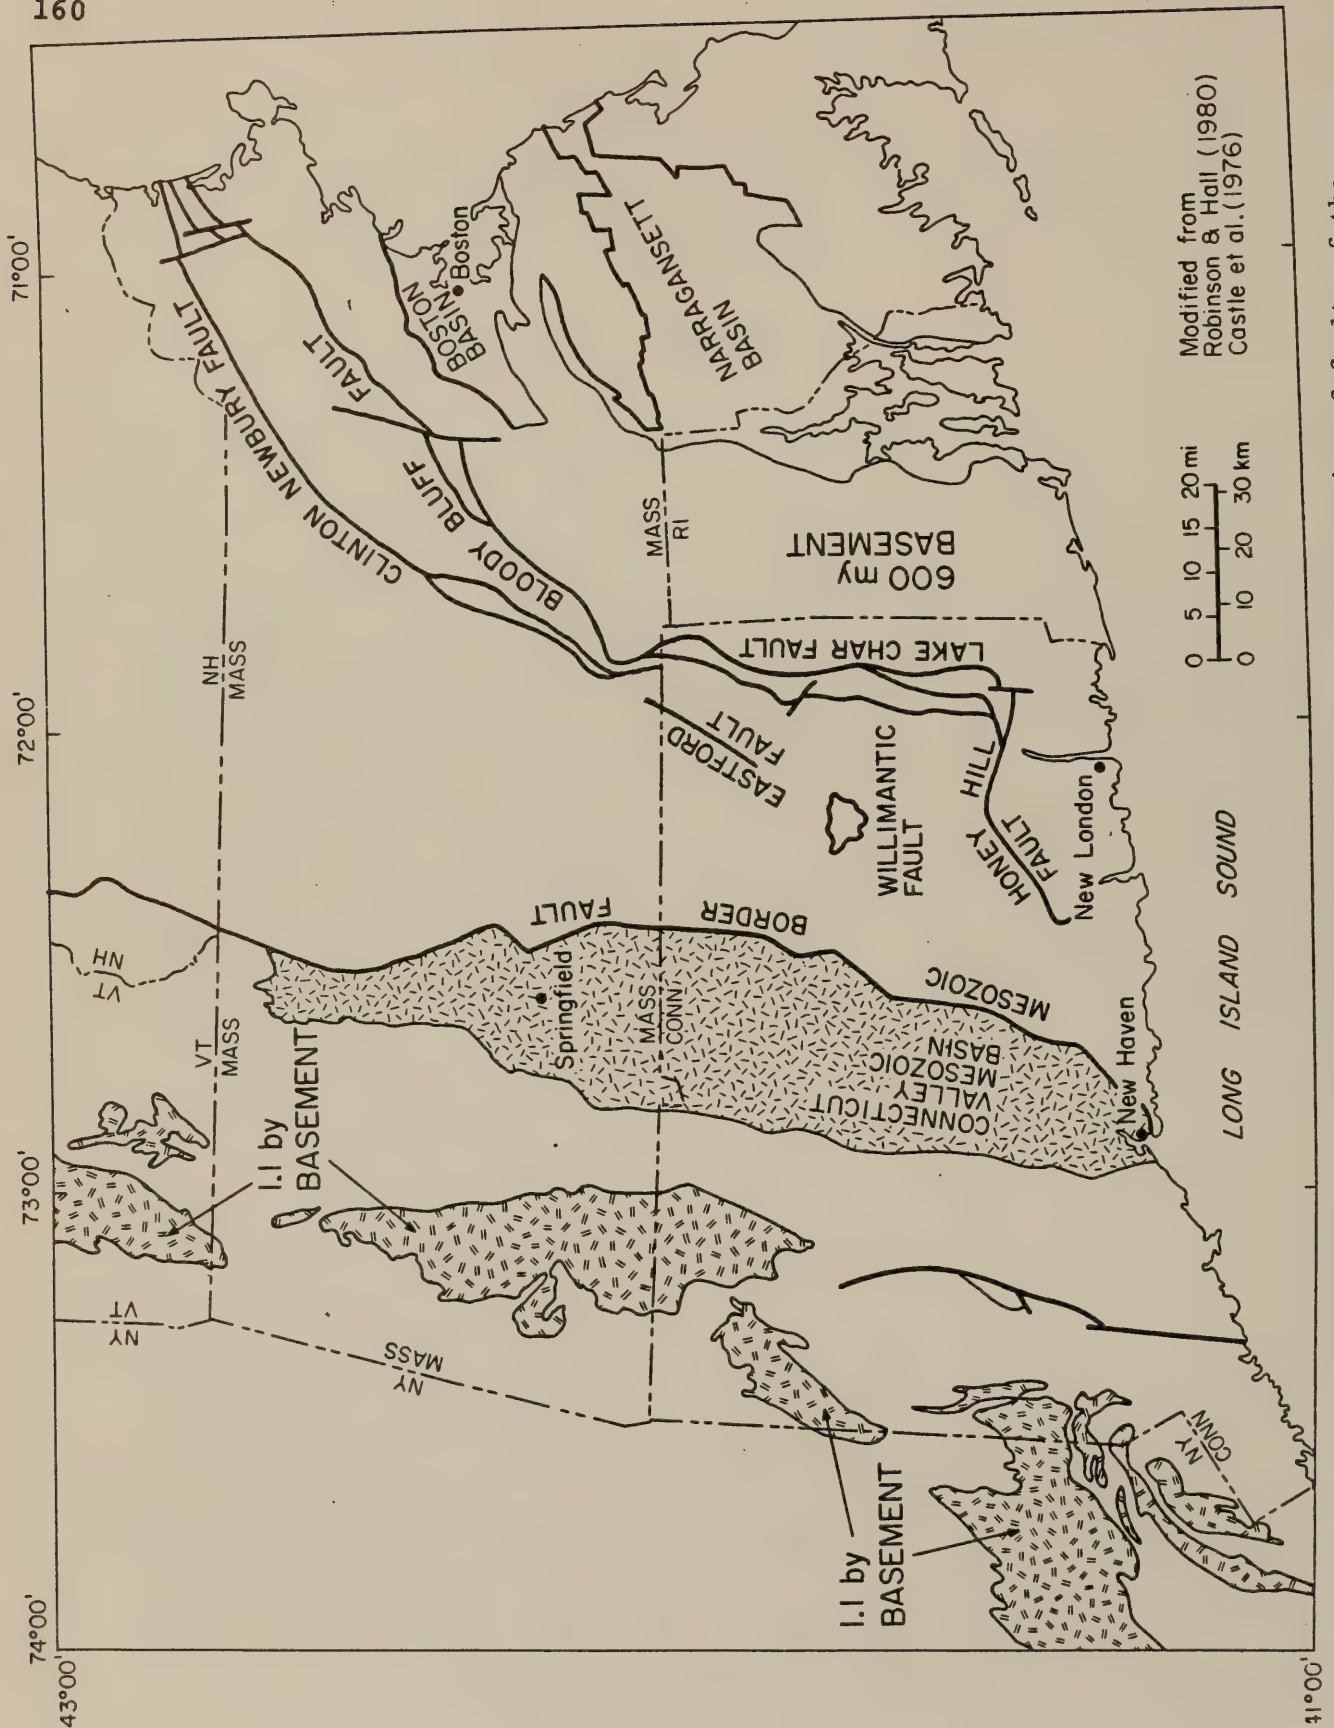 160
74°00'
73°00'
72°00'
71°00'
43°00'
41°00'
NY
VT
VT
NH
VT
MASS
NH
MASS
NY
MASS
MASS
CONN
MASS
RI
NY
CONN
1.1 by
BASEMENT
1.1 by
BASEMENT
Springfield
CONNECTICUT
VALLEY
MESOZOIC
BASIN
MESOZOIC
BORDER
FAULT
New Haven
New London
LONG ISLAND SOUND
CLINTON NEWBURY FAULT
BLOODY BLUFF
FAULT
BOSTON
BASIN
Boston
NARRAGANSETT
BASIN
600 my
BASEMENT
LAKE CHAR FAULT
EASTFORD
FAULT
WILLIMANTIC
FAULT
HONEY HILL
FAULT
0 5 10 15 20 mi
0 10 20 30 km
Modified from
Robinson & Hall (1980)
Castle et al. (1976)